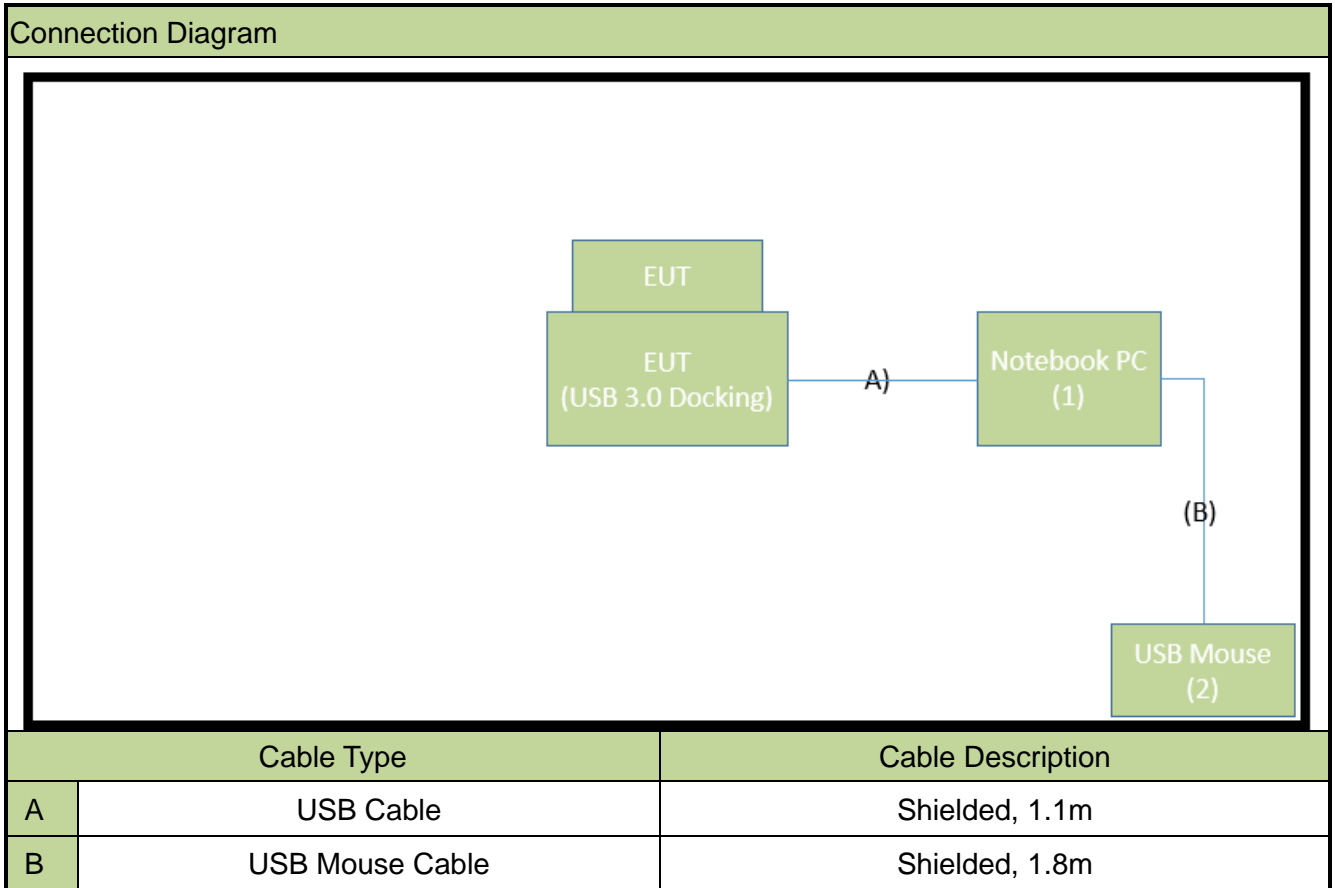 Connection Diagram
EUT
EUT
(USB 3.0 Docking)
A)
Notebook PC
(1)
(B)
USB Mouse
(2)
Cable Type Cable Description
A USB Cable Shielded, 1.1m
B USB Mouse Cable Shielded, 1.8m